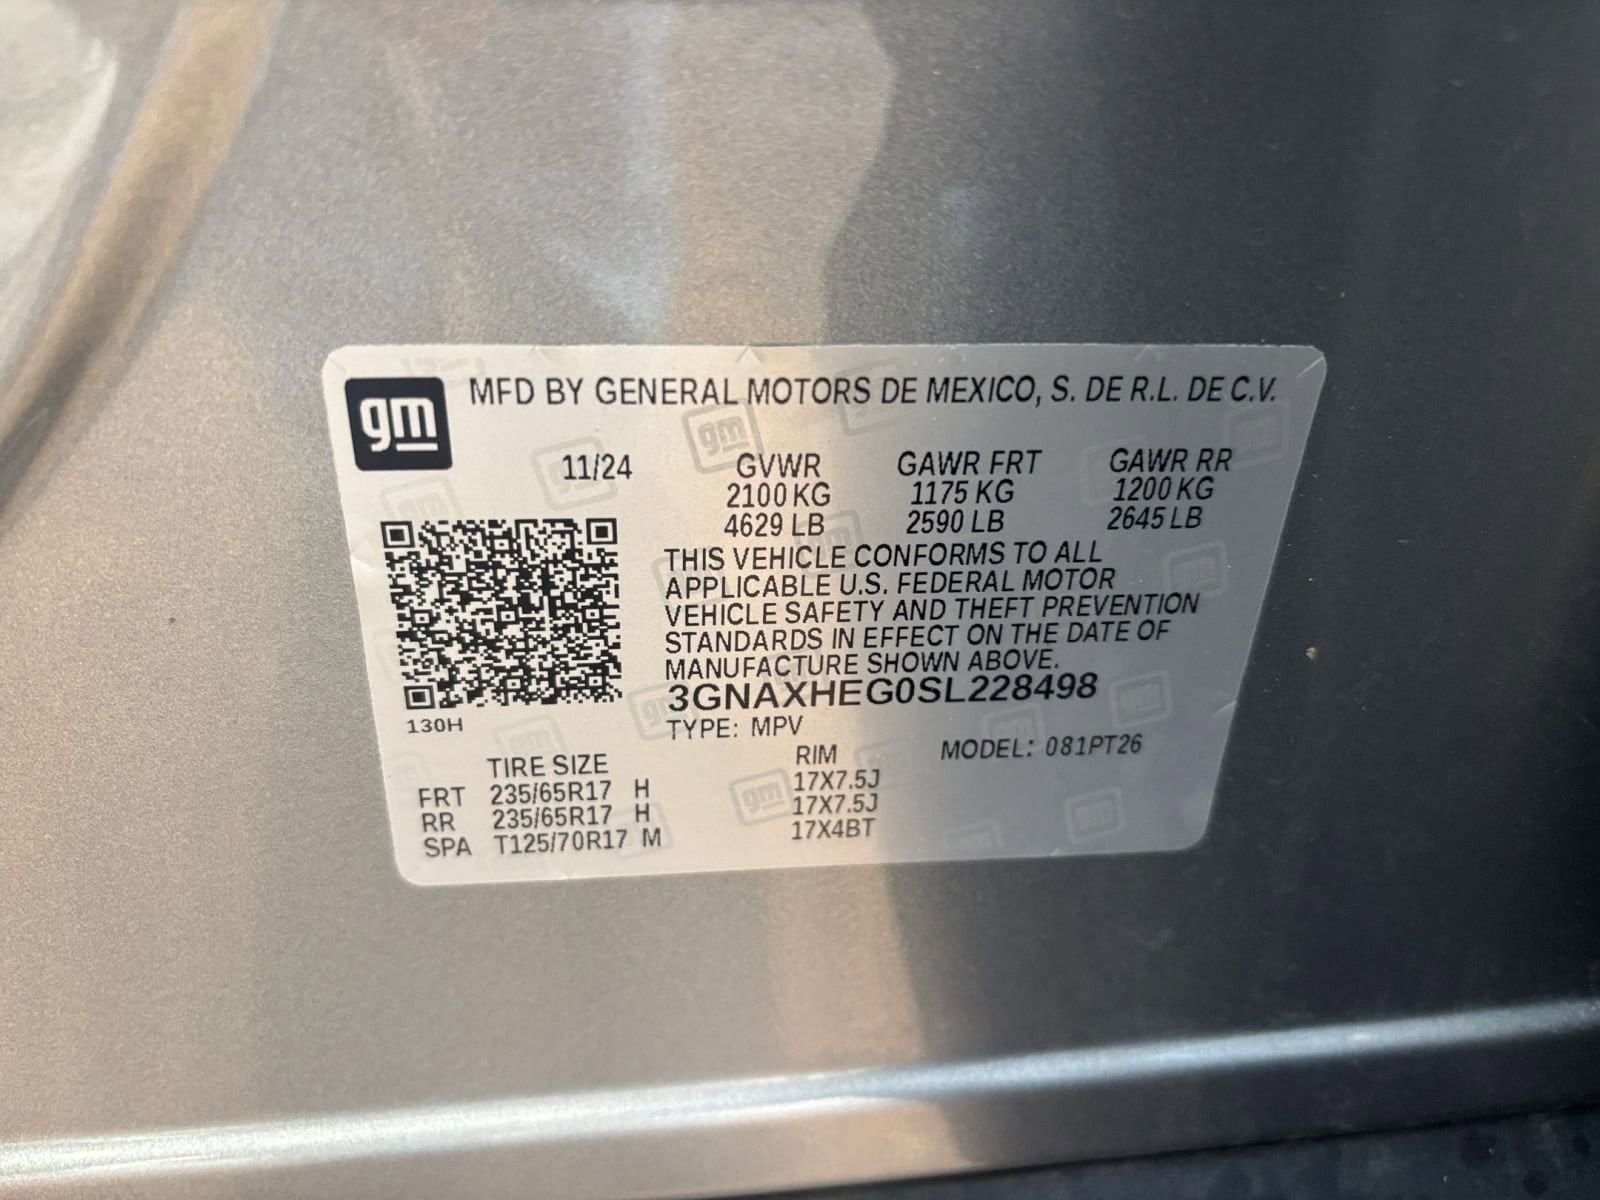 gm
MFD BY GENERAL MOTORS DE MEXICO, S. DE R.L. DE C.V.
11/24 GVWR GAWR FRT GAWR RR
2100 KG 1175 KG 1200 KG
4629 LB 2590 LB 2645 LB
THIS VEHICLE CONFORMS TO ALL
APPLICABLE U.S. FEDERAL MOTOR
VEHICLE SAFETY AND THEFT PREVENTION
STANDARDS IN EFFECT ON THE DATE OF
MANUFACTURE SHOWN ABOVE.
3GNAXHEG0SL228498
130H
TYPE: MPV
MODEL: 081PT26
TIRE SIZE RIM
FRT 235/65R17 H 17X7.5J
RR 235/65R17 H 17X7.5J
SPA T125/70R17 M 17X4BT